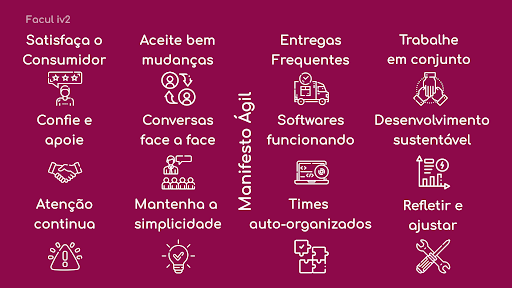 Facul iv2
Satisfaça o
Consumidor
Aceite bem
mudanças
Entregas
Frequentes
Trabalhe
em conjunto
Confie e
apoie
Conversas
face a face
Manifesto Ágil
Softwares
funcionando
Desenvolvimento
sustentável
Atenção
continua
Mantenha a
simplicidade
Times
auto-organizados
Refletir e
ajustar